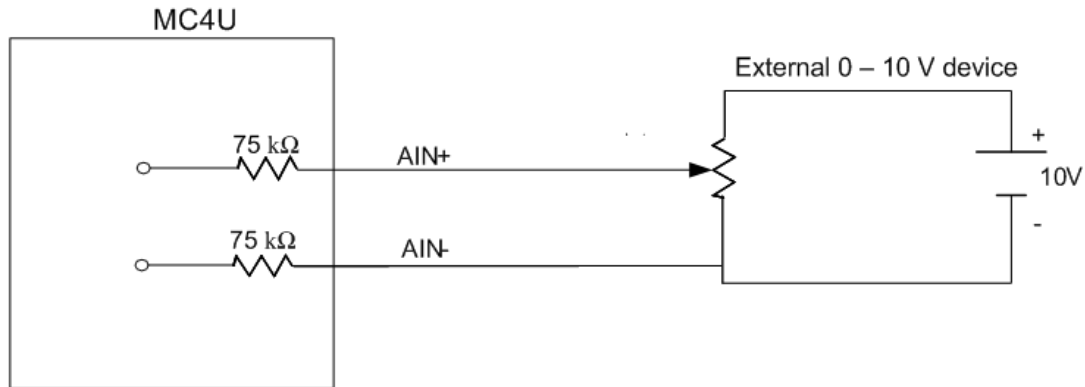 MC4U
External 0 – 10 V device
75 kΩ
AIN+
+
10V
-
75 kΩ
AIN-